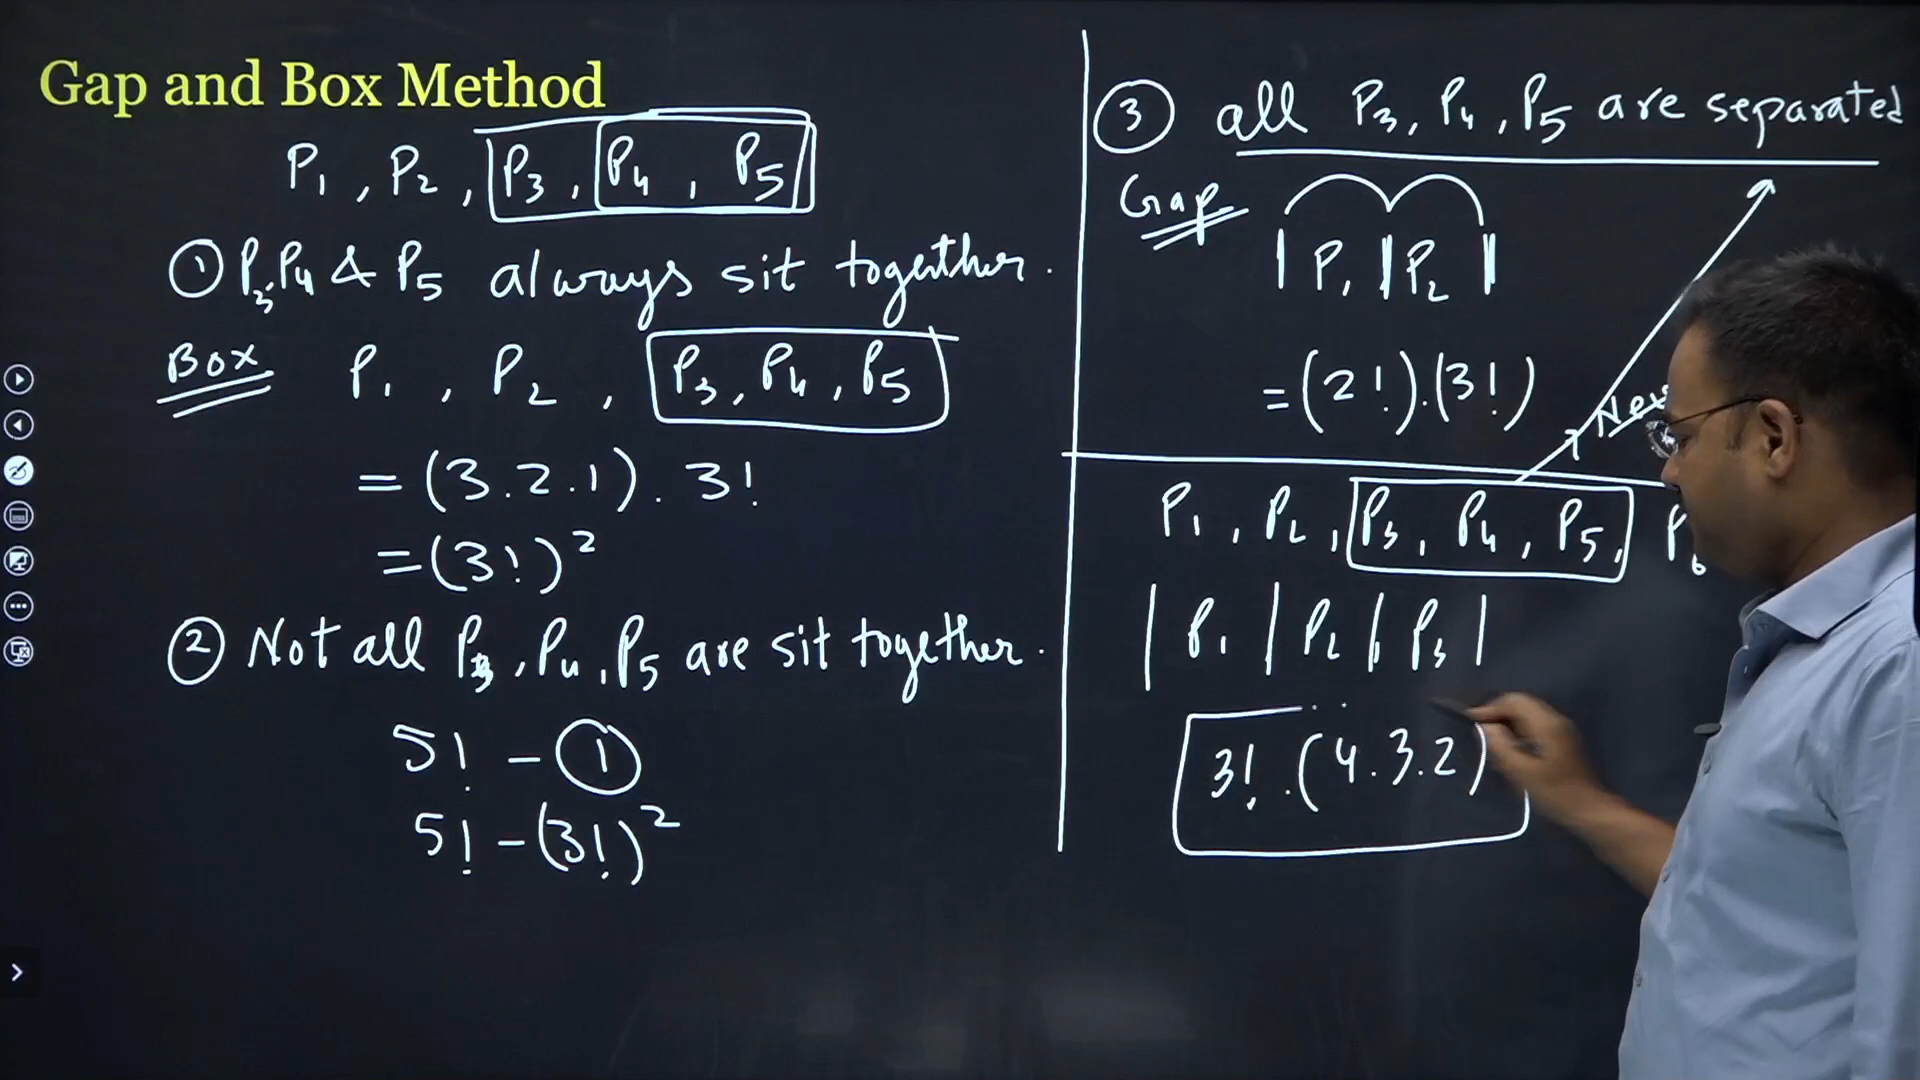 Gap and Box Method
P1, P2, P3, P4, P5
① P3, P4 & P5 always sit togerther.
Box P1, P2, P3, P4, P5
= (3.2.1). 3!
= (3!)²
② Not all P3, P4, P5 are sit together.
5! - ①
5! - (3!)²
③ all P3, P4, P5 are separated
Gap | P1 | P2 |
= (2!).(3!)
P1, P2, P3, P4, P5, P6
| P1 | P2 | P3 |
3! . (4.3.2)